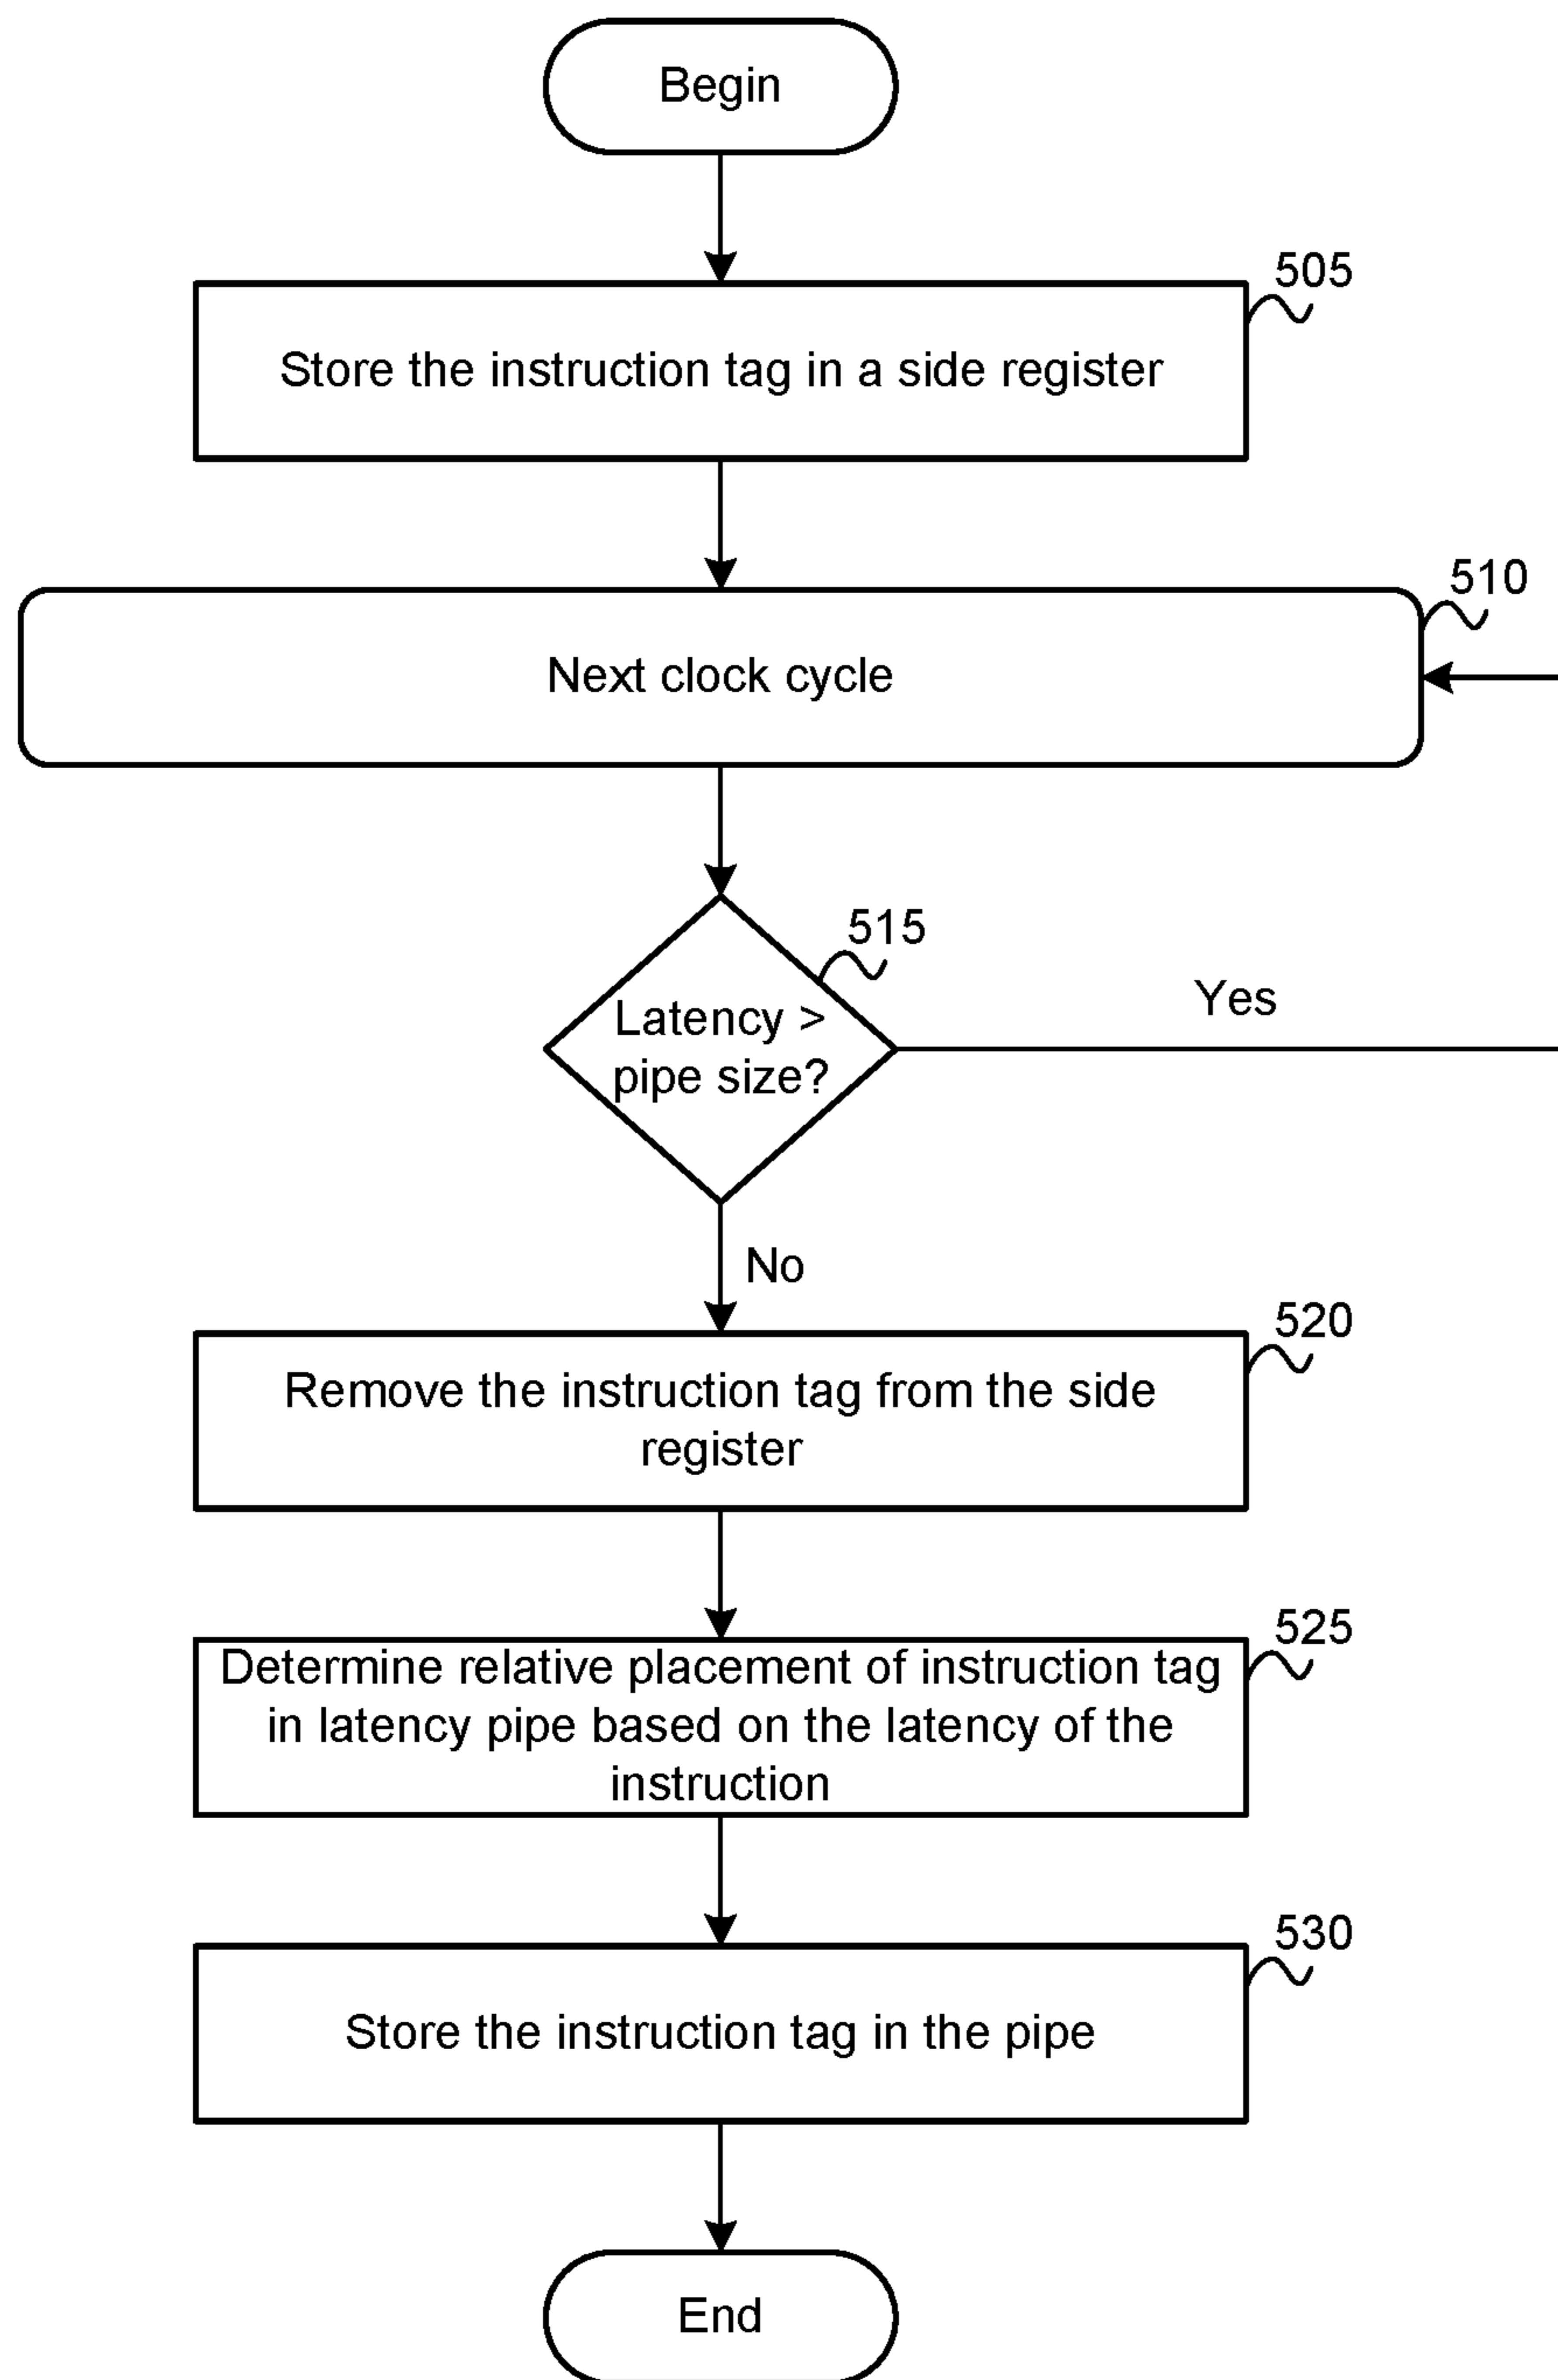 Begin
505
Store the instruction tag in a side register
510
Next clock cycle
515
Latency >
pipe size?
Yes
No
520
Remove the instruction tag from the side
register
525
Determine relative placement of instruction tag
in latency pipe based on the latency of the
instruction
530
Store the instruction tag in the pipe
End